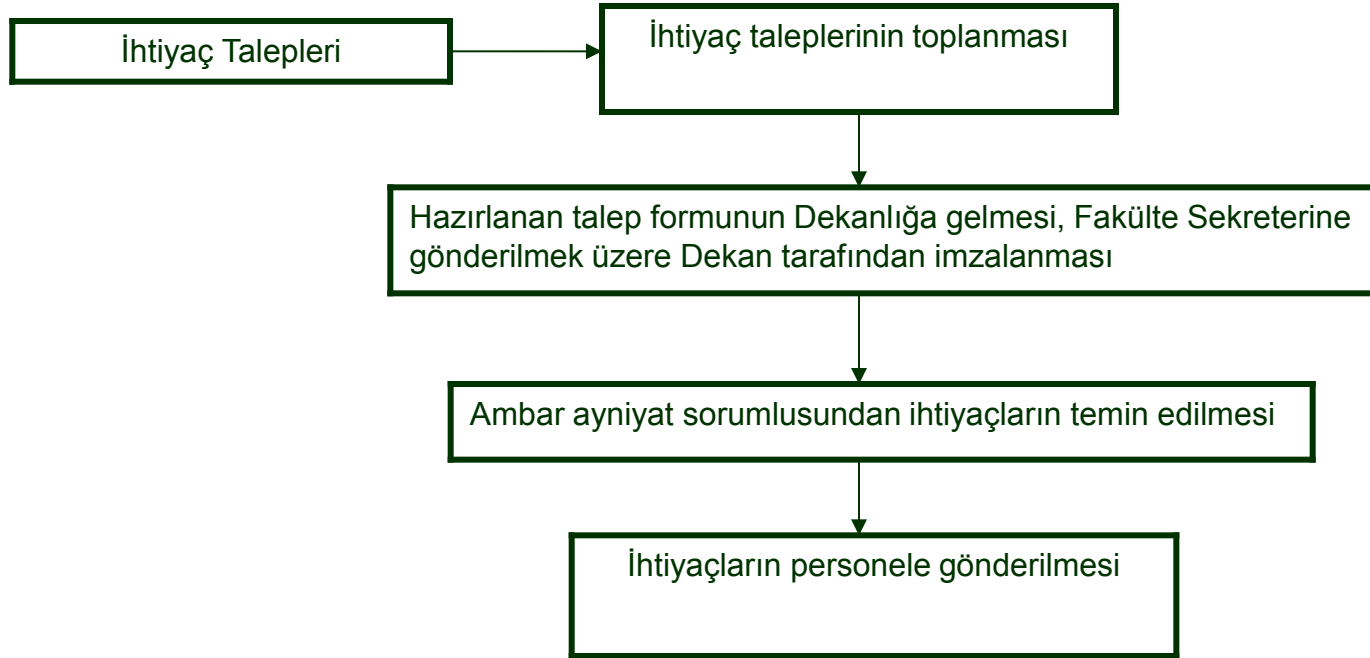 İhtiyaç Talepleri
İhtiyaç taleplerinin toplanması
Hazırlanan talep formunun Dekanlığa gelmesi, Fakülte Sekreterine
gönderilmek üzere Dekan tarafından imzalanması
Ambar ayniyat sorumlusundan ihtiyaçların temin edilmesi
İhtiyaçların personele gönderilmesi